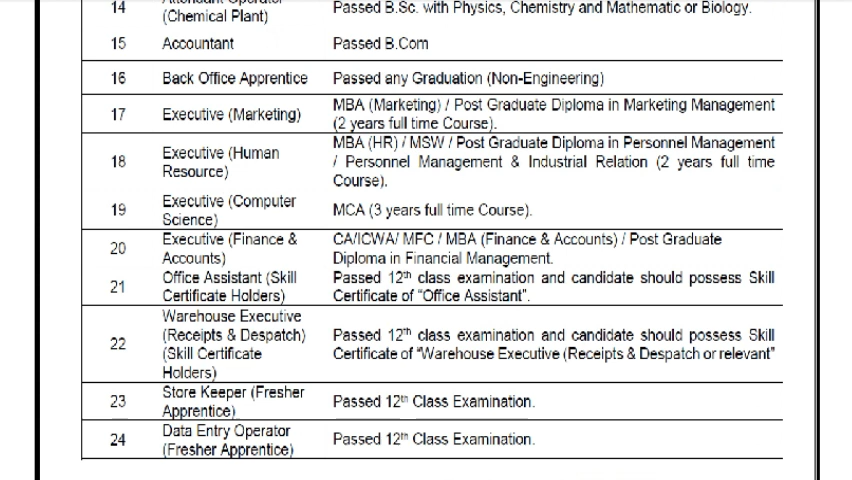 14 Attendant Operator Passed B.Sc. with Physics, Chemistry and Mathematic or Biology.
(Chemical Plant)
15 Accountant Passed B.Com
16 Back Office Apprentice Passed any Graduation (Non-Engineering)
17 Executive (Marketing) MBA (Marketing) / Post Graduate Diploma in Marketing Management
(2 years full time Course).
18 Executive (Human
Resource)
MBA (HR) / MSW / Post Graduate Diploma in Personnel Management
/ Personnel Management & Industrial Relation (2 years full time
Course).
19 Executive (Computer
Science)
MCA (3 years full time Course).
20 Executive (Finance &
Accounts)
CA/ICWA/ MFC / MBA (Finance & Accounts) / Post Graduate
Diploma in Financial Management.
21 Office Assistant (Skill
Certificate Holders)
Passed 12th class examination and candidate should possess Skill
Certificate of “Office Assistant”.
22 Warehouse Executive
(Receipts & Despatch)
(Skill Certificate
Holders)
Passed 12th class examination and candidate should possess Skill
Certificate of “Warehouse Executive (Receipts & Despatch or relevant”
23 Store Keeper (Fresher
Apprentice)
Passed 12th Class Examination.
24 Data Entry Operator
(Fresher Apprentice)
Passed 12th Class Examination.